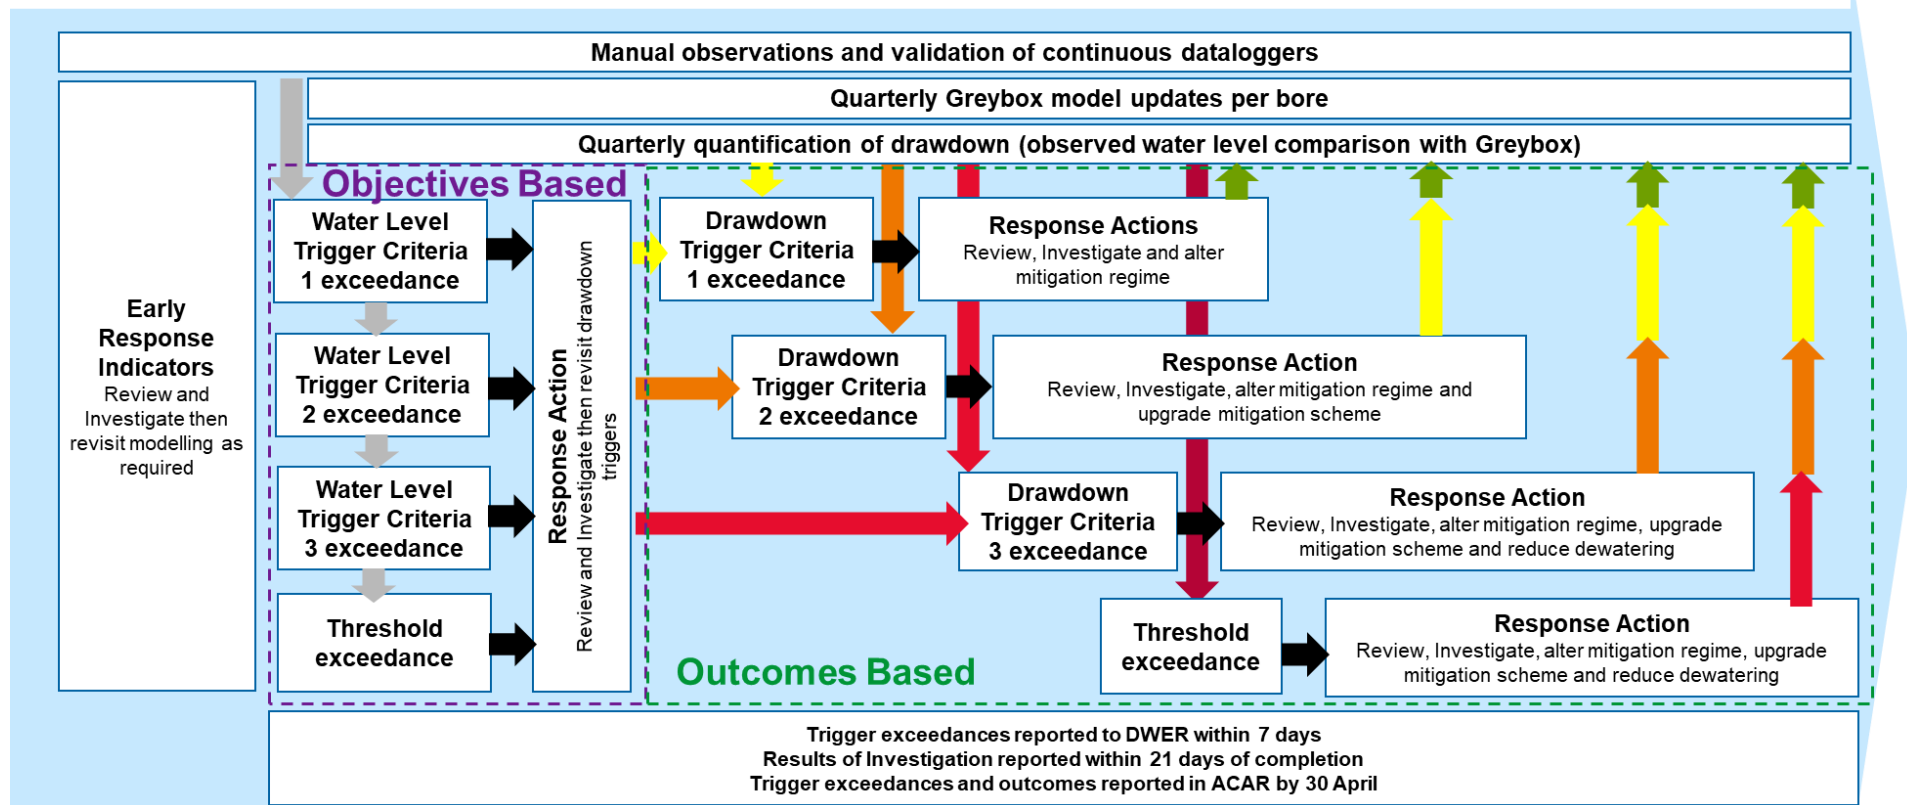 Manual observations and validation of continuous dataloggers
Quarterly Greybox model updates per bore
Quarterly quantification of drawdown (observed water level comparison with Greybox)
Early
Response
Indicators
Review and
Investigate then
revisit modelling as
required
Objectives Based
Water Level
Trigger Criteria
1 exceedance
Water Level
Trigger Criteria
2 exceedance
Water Level
Trigger Criteria
3 exceedance
Threshold
exceedance
Response Action
Review and Investigate then revisit drawdown
triggers
Drawdown
Trigger Criteria
1 exceedance
Response Actions
Review, Investigate and alter
mitigation regime
Drawdown
Trigger Criteria
2 exceedance
Response Action
Review, Investigate, alter mitigation regime and
upgrade mitigation scheme
Drawdown
Trigger Criteria
3 exceedance
Response Action
Review, Investigate, alter mitigation regime, upgrade
mitigation scheme and reduce dewatering
Threshold
exceedance
Response Action
Review, Investigate, alter mitigation regime, upgrade
mitigation scheme and reduce dewatering
Outcomes Based
Trigger exceedances reported to DWER within 7 days
Results of Investigation reported within 21 days of completion
Trigger exceedances and outcomes reported in ACAR by 30 April